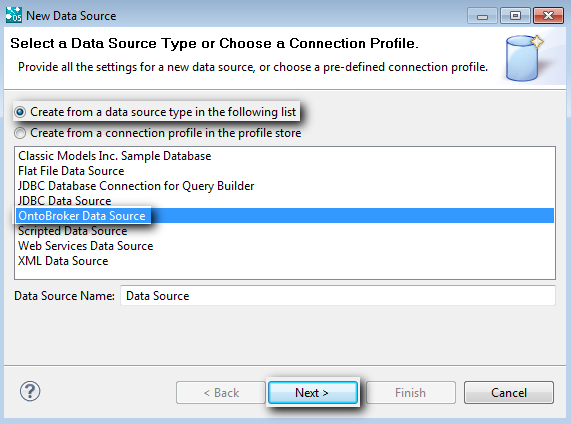 New Data Source
Select a Data Source Type or Choose a Connection Profile.
Provide all the settings for a new data source, or choose a pre-defined connection profile.
Create from a data source type in the following list
Create from a connection profile in the profile store
Classic Models Inc. Sample Database
Flat File Data Source
JDBC Database Connection for Query Builder
JDBC Data Source
OntoBroker Data Source
Scripted Data Source
Web Services Data Source
XML Data Source
Data Source Name: Data Source
? < Back Next > Finish Cancel